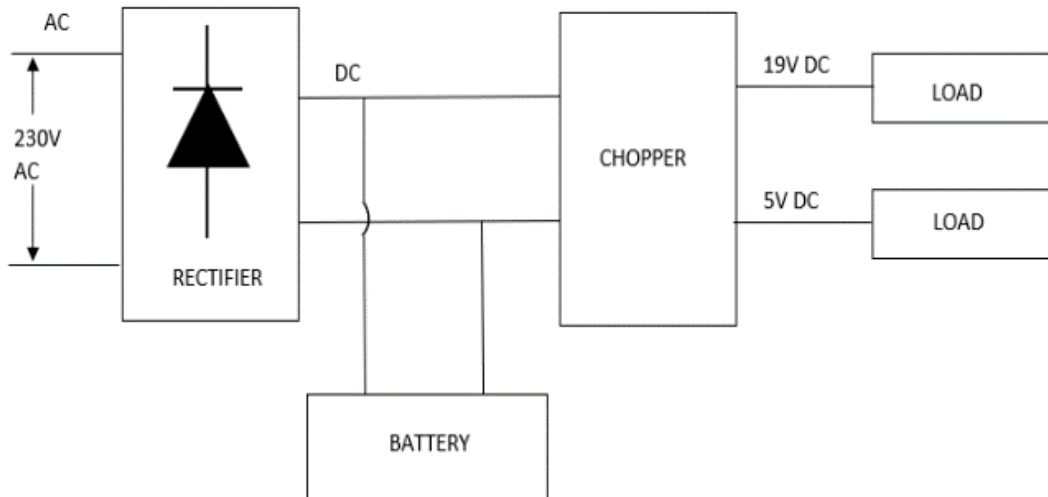 AC
230V
AC
RECTIFIER
DC
BATTERY
CHOPPER
19V DC
LOAD
5V DC
LOAD